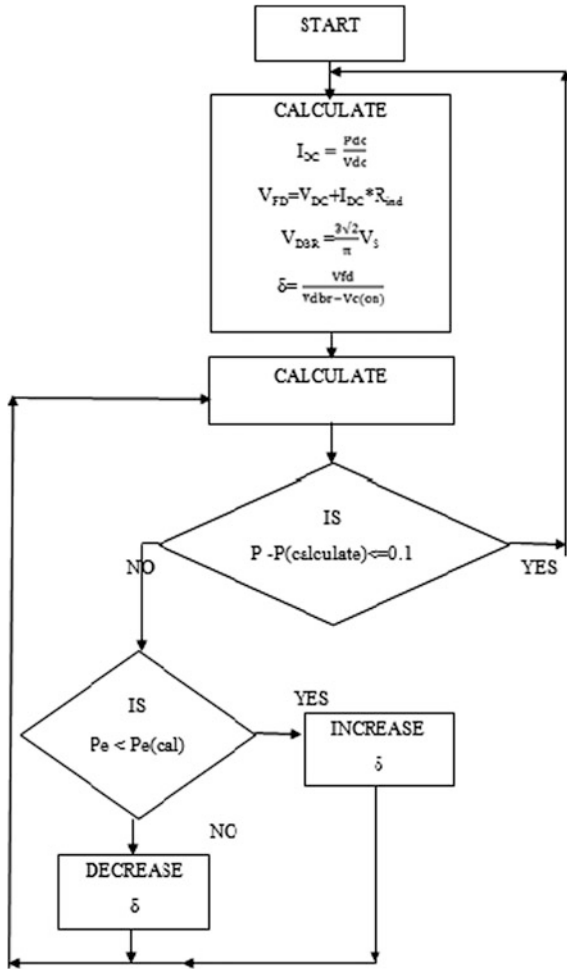 START
CALCULATE
I_DC = Pdc/Vdc
V_FD=V_DC+I_DC*R_ind
V_DBR = 3√2/π V_S
δ= Vfd/Vdbr−Vc(on)
CALCULATE
IS
P -P(calculate)<=0.1
NO
YES
IS
Pe < Pe(cal)
YES
INCREASE
δ
NO
DECREASE
δ